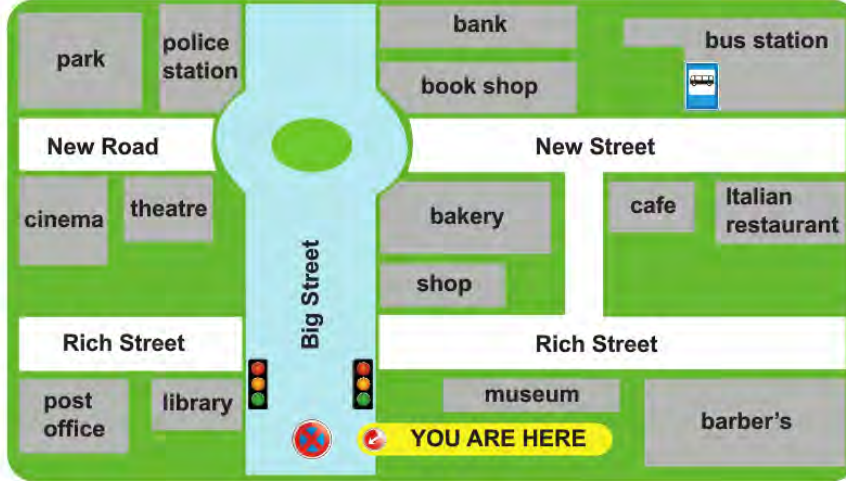 park
police
station
bank
book shop
bus station
New Road
New Street
cinema
theatre
bakery
cafe
Italian
restaurant
shop
Big Street
Rich Street
Rich Street
post
office
library
museum
barber's
YOU ARE HERE